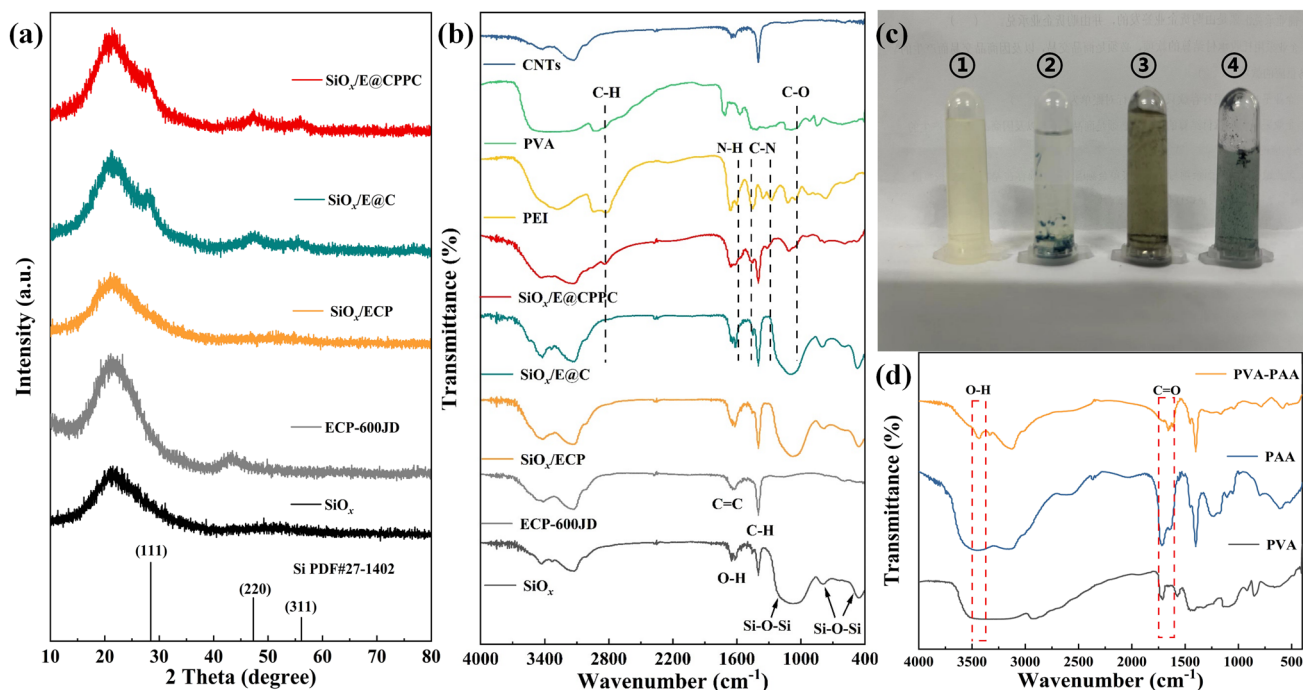 (a)
SiOx/E@CPPC
SiOx/E@C
SiOx/ECP
ECP-600JD
SiOx
(111)
Si PDF#27-1402
(220)
(311)
Intensity (a.u.)
10 20 30 40 50 60 70 80
2 Theta (degree)
(b)
CNTs
C-H
C-O
PVA
N-H C-N
PEI
SiOx/E@CPPC
SiOx/E@C
SiOx/ECP
C=C
ECP-600JD
C-H
O-H
SiOx
Si-O-Si Si-O-Si
Transmittance (%)
4000 3400 2800 2200 1600 1000 400
Wavenumber (cm⁻¹)
(c)
① ② ③ ④
(d)
O-H
C=O
PVA-PAA
PAA
PVA
Transmittance (%)
4000 3500 3000 2500 2000 1500 1000 500
Wavenumber (cm⁻¹)